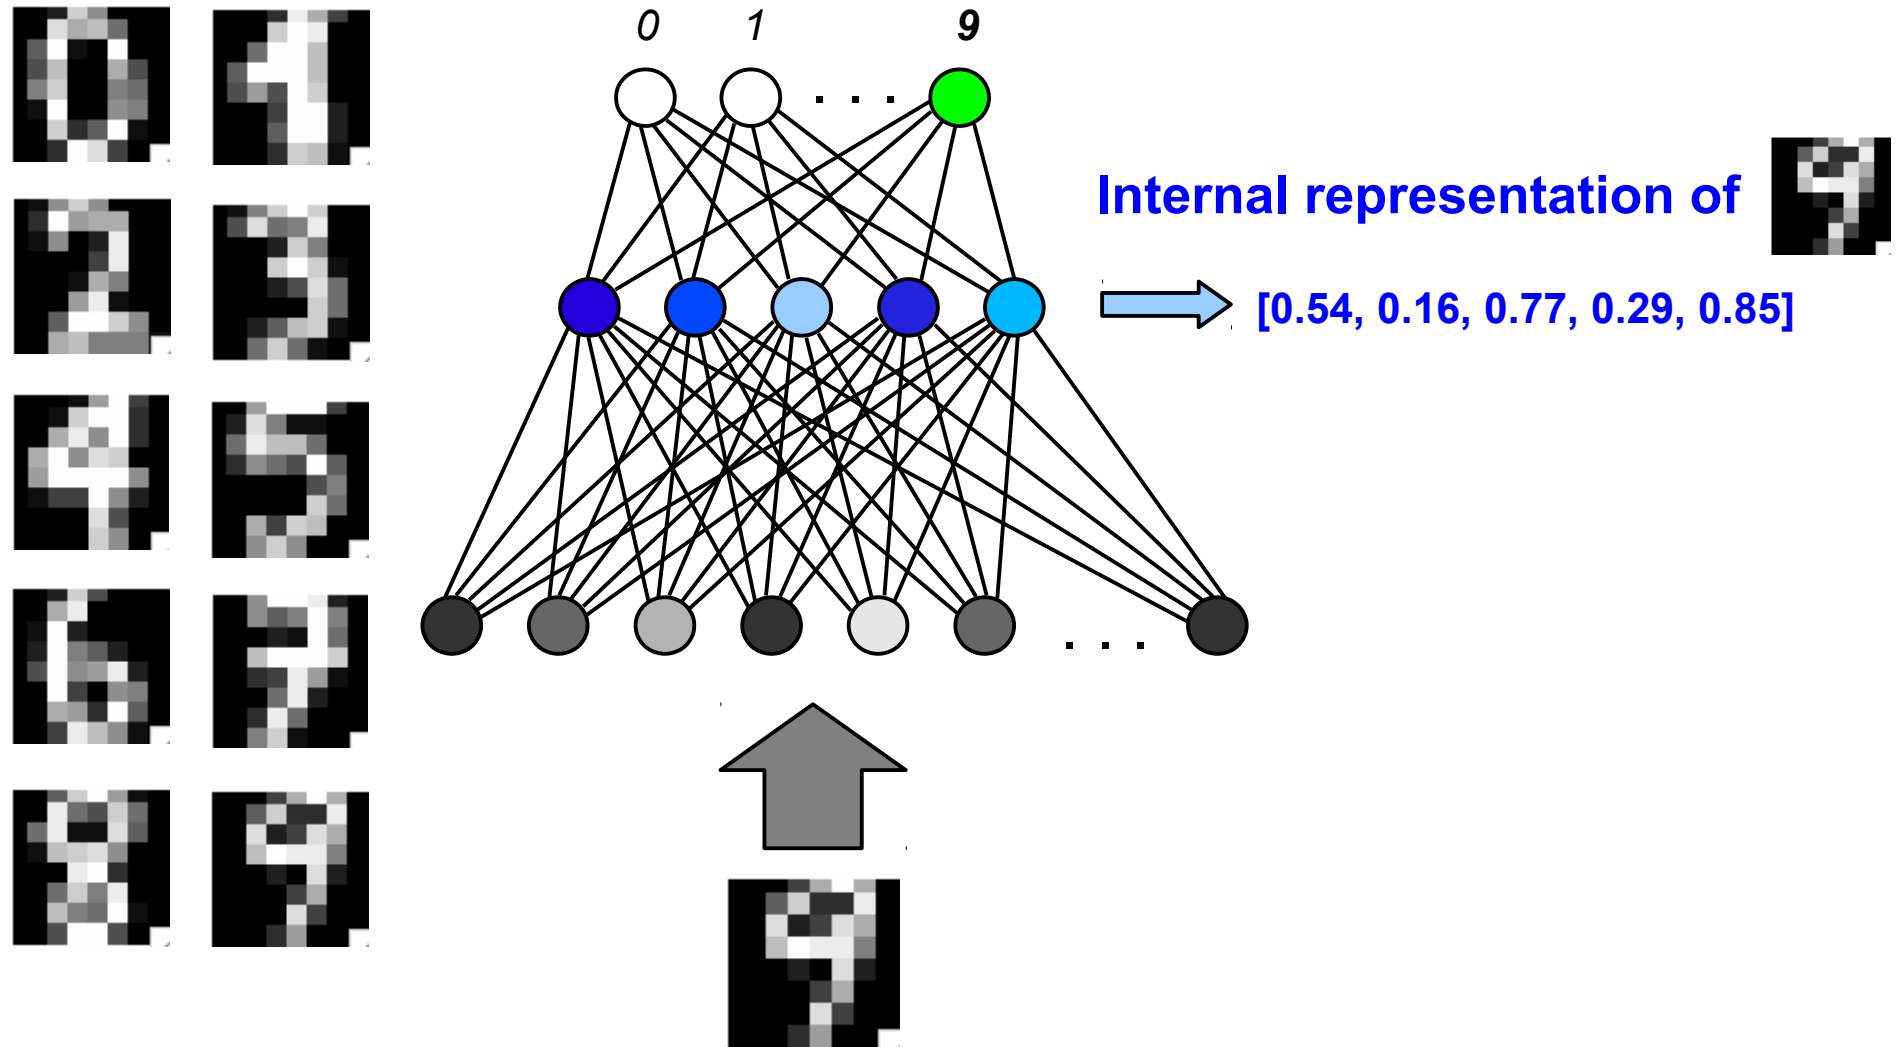 0 1 . . . 9
Internal representation of
[0.54, 0.16, 0.77, 0.29, 0.85]
. . .